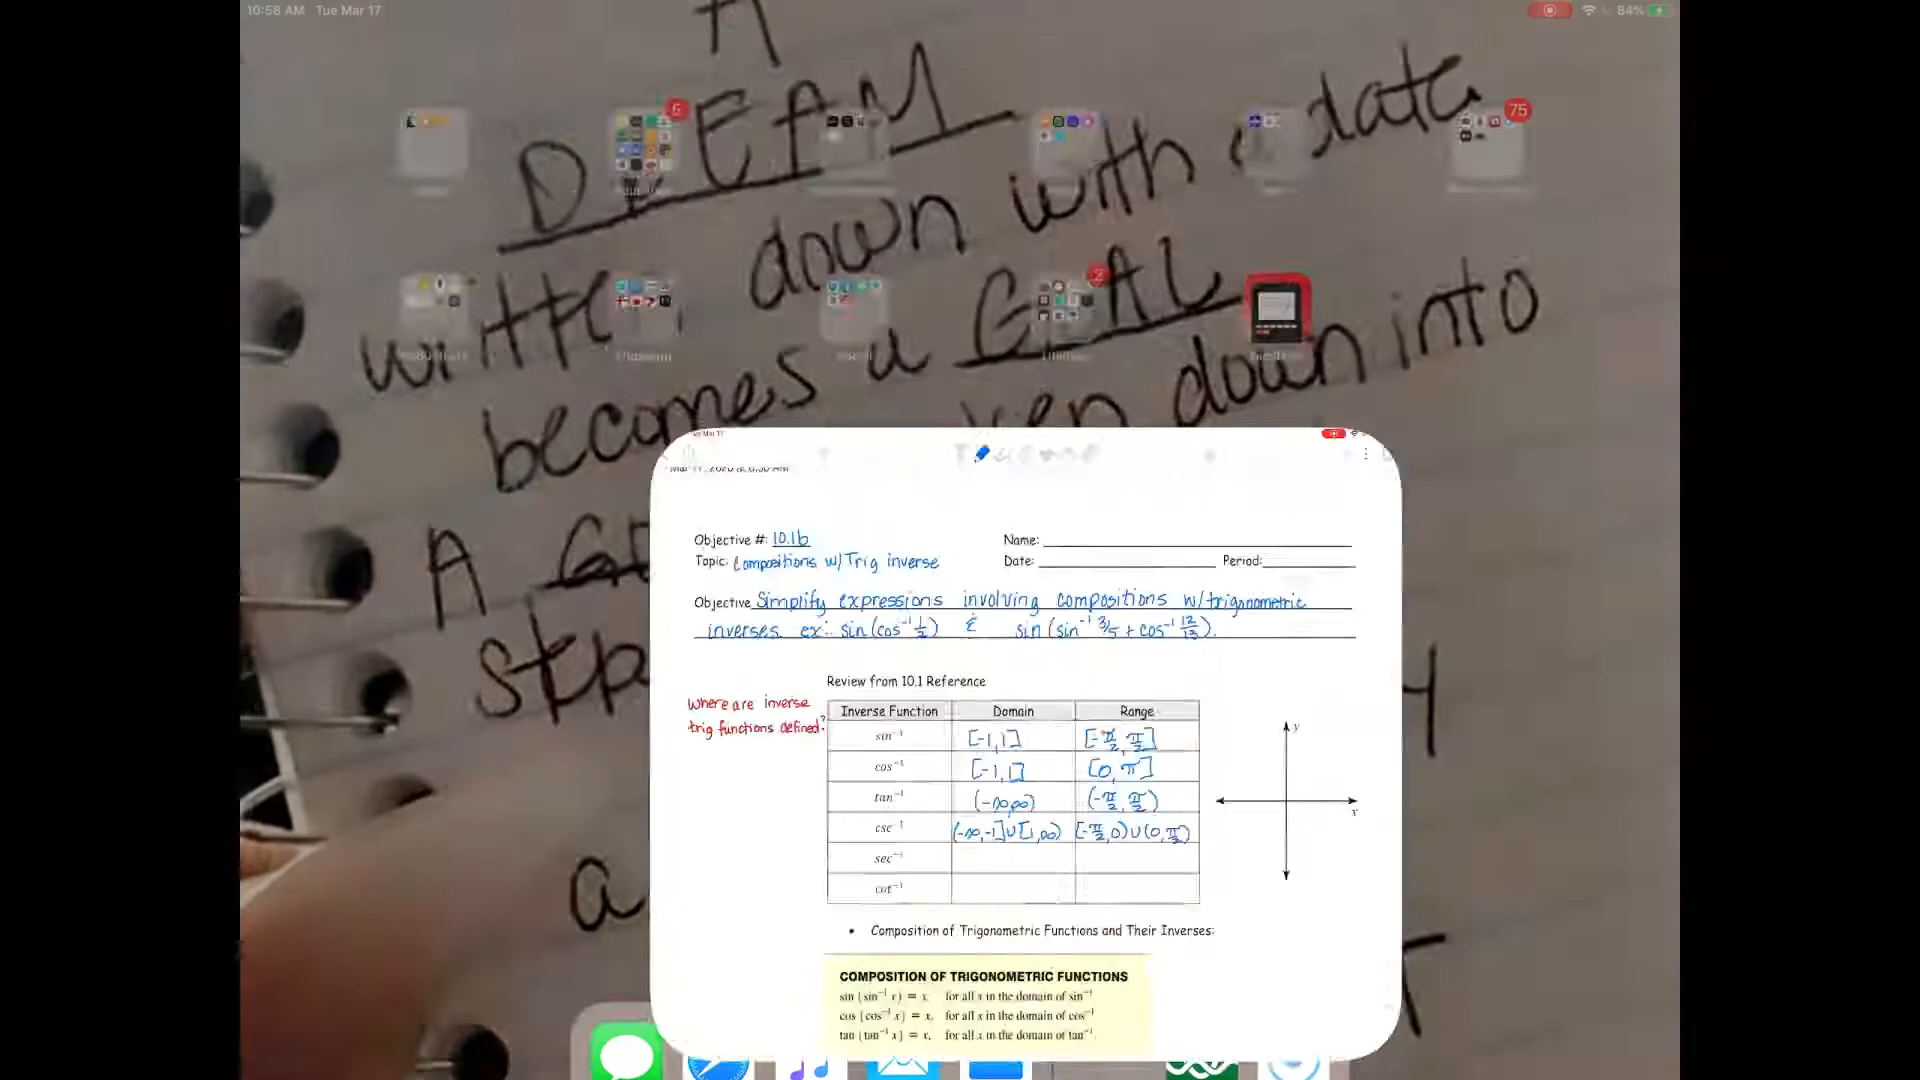 10:58 AM Tue Mar 17
84%
A
DREAM
down with a date
6
75
becomes a GOAL
2
down into
A
Objective #: 10.1b
Name:
Topic: Compositions w/Trig inverse
Date: Period:
Objective Simplify expressions involving compositions w/trigonometric
inverses. ex: sin(cos⁻¹ 1/2) & sin(sin⁻¹ 3/5 + cos⁻¹ 12/13).
Review from 10.1 Reference
Where are inverse
trig functions defined?
Inverse Function Domain Range
sin⁻¹ [-1,1] [-π/2, π/2]
cos⁻¹ [-1,1] [0, π]
tan⁻¹ (-∞,∞) (-π/2, π/2)
csc⁻¹ (-∞,-1]∪[1,∞) [-π/2,0)∪(0,π/2]
sec⁻¹
cot⁻¹
y
x
• Composition of Trigonometric Functions and Their Inverses:
COMPOSITION OF TRIGONOMETRIC FUNCTIONS
sin (sin⁻¹ x) = x for all x in the domain of sin⁻¹
cos (cos⁻¹ x) = x, for all x in the domain of cos⁻¹
tan (tan⁻¹ x) = x, for all x in the domain of tan⁻¹.
a